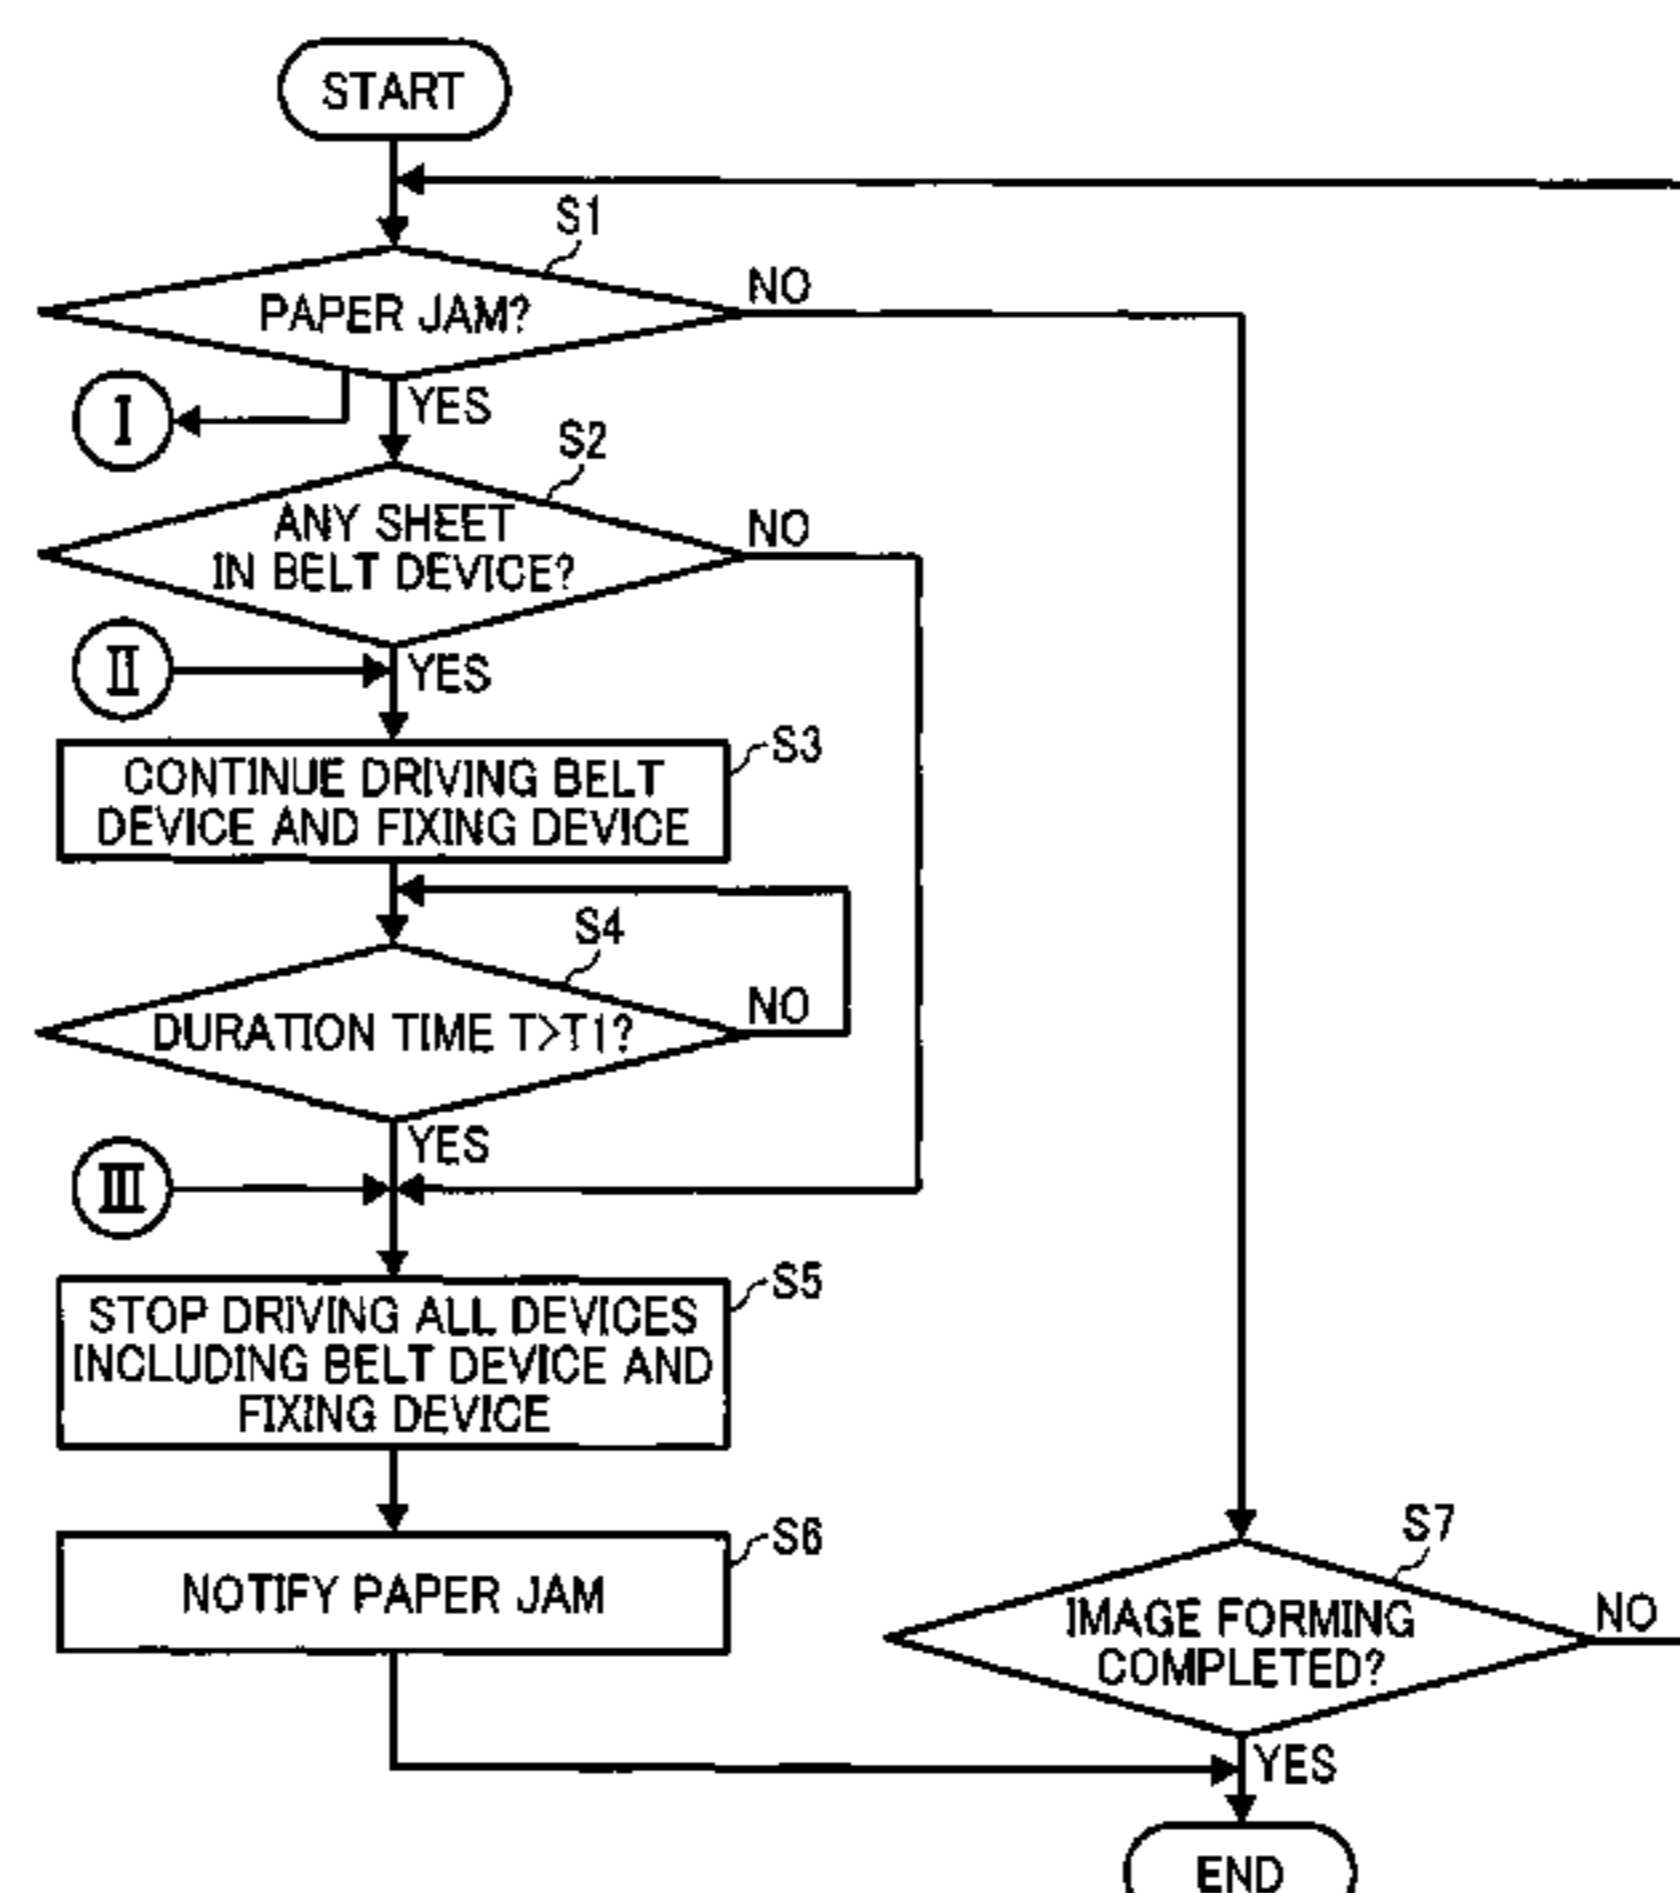 START
S1
PAPER JAM?
NO
I
YES
S2
ANY SHEET
IN BELT DEVICE?
NO
II
YES
S3
CONTINUE DRIVING BELT
DEVICE AND FIXING DEVICE
S4
DURATION TIME T>T1?
NO
YES
III
S5
STOP DRIVING ALL DEVICES
INCLUDING BELT DEVICE AND
FIXING DEVICE
S6
NOTIFY PAPER JAM
S7
IMAGE FORMING
COMPLETED?
NO
YES
END